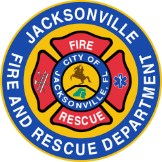 JACKSONVILLE
FIRE AND RESCUE DEPARTMENT
FIRE
CITY OF
JACKSONVILLE, FL
RESCUE